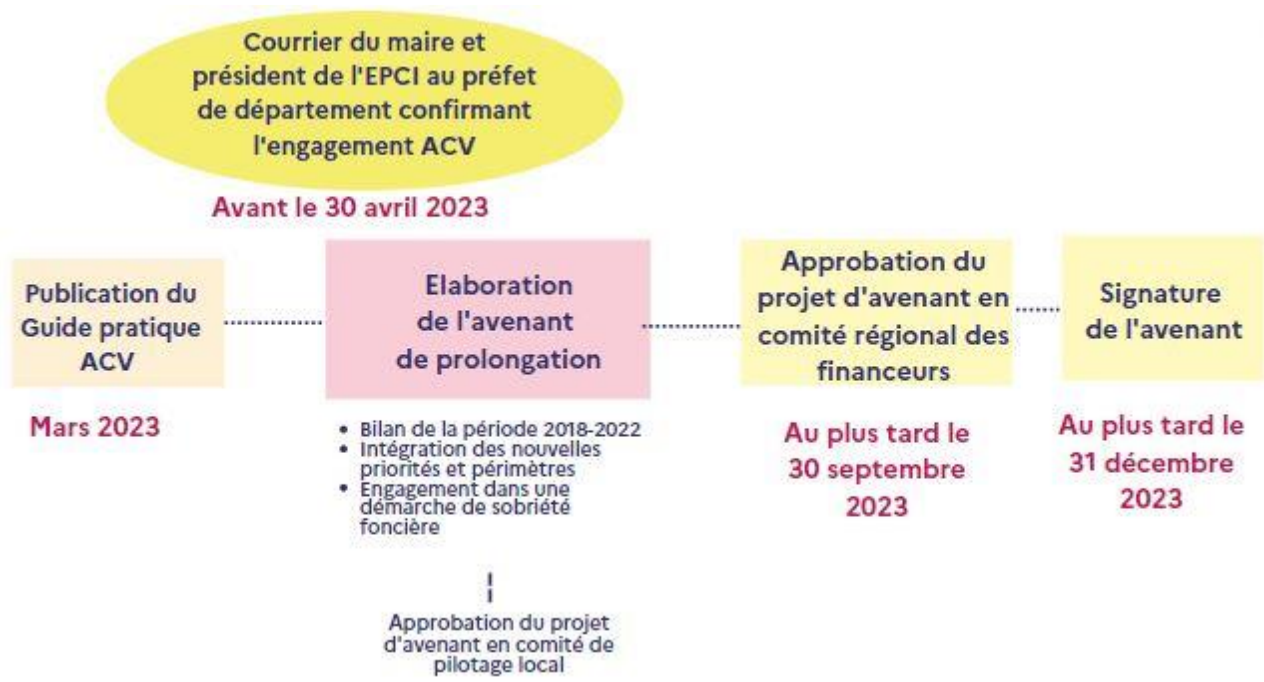 Courrier du maire et
président de l'EPCI au préfet
de département confirmant
l'engagement ACV
Avant le 30 avril 2023
Publication du
Guide pratique
ACV
Mars 2023
Elaboration
de l'avenant
de prolongation
• Bilan de la période 2018-2022
• Intégration des nouvelles
priorités et périmètres
• Engagement dans une
démarche de sobriété
foncière
Approbation du projet
d'avenant en comité de
pilotage local
Approbation du
projet d'avenant en
comité régional des
financeurs
Au plus tard le
30 septembre
2023
Signature
de l'avenant
Au plus tard le
31 décembre
2023